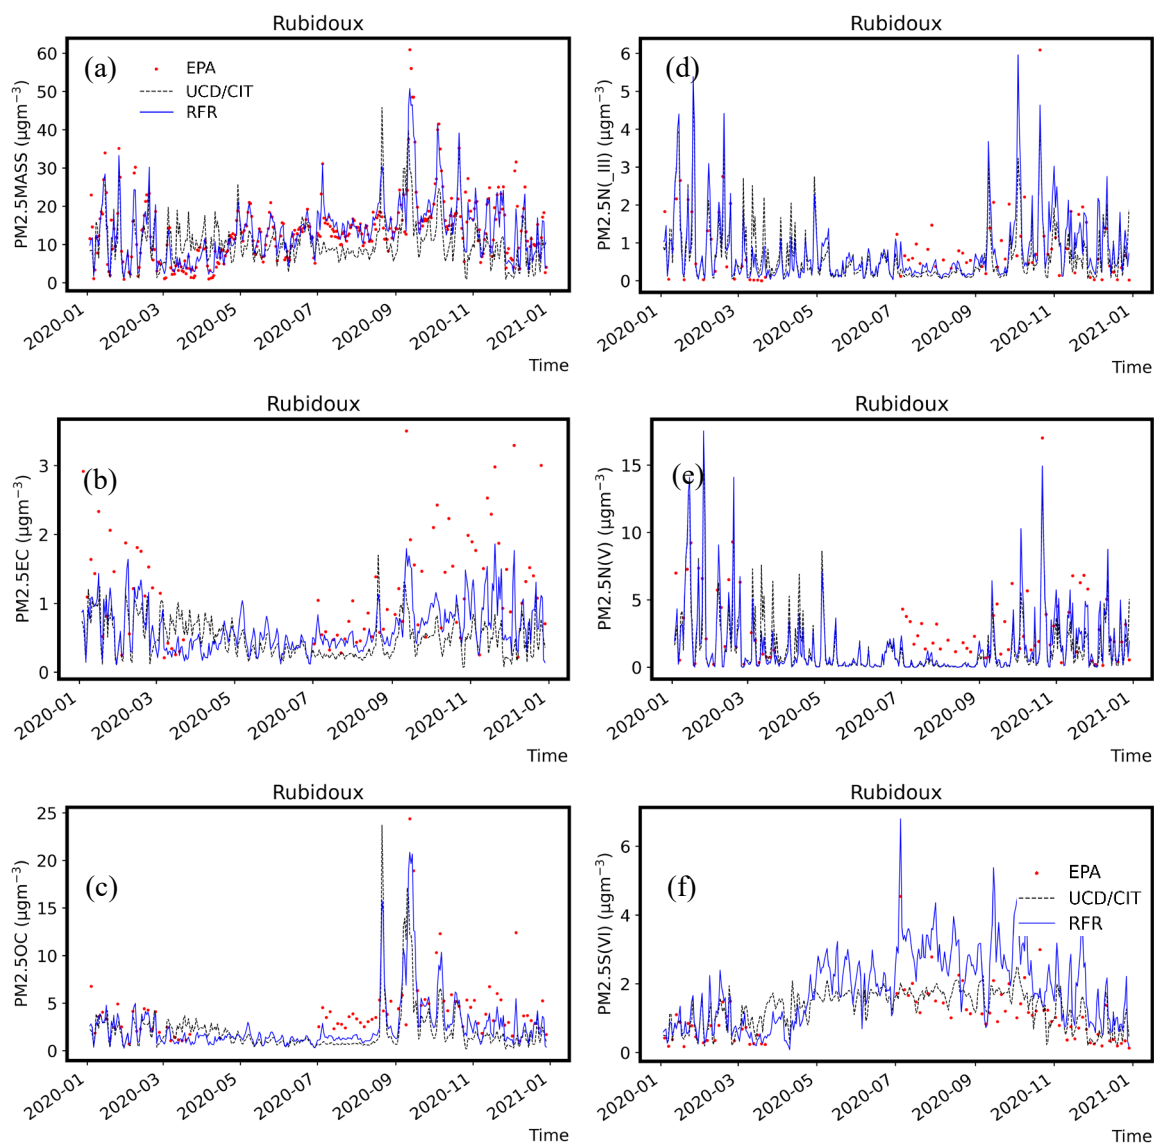 Rubidoux
(a)
EPA
UCD/CIT
RFR
PM2.5MASS (μgm⁻³)
60
50
40
30
20
10
0
2020-01
2020-03
2020-05
2020-07
2020-09
2020-11
2021-01
Time
Rubidoux
(d)
PM2.5N(_III) (μgm⁻³)
6
5
4
3
2
1
0
2020-01
2020-03
2020-05
2020-07
2020-09
2020-11
2021-01
Time
Rubidoux
(b)
PM2.5EC (μgm⁻³)
3
2
1
0
2020-01
2020-03
2020-05
2020-07
2020-09
2020-11
2021-01
Time
Rubidoux
(e)
PM2.5N(V) (μgm⁻³)
15
10
5
0
2020-01
2020-03
2020-05
2020-07
2020-09
2020-11
2021-01
Time
Rubidoux
(c)
PM2.5OC (μgm⁻³)
25
20
15
10
5
0
2020-01
2020-03
2020-05
2020-07
2020-09
2020-11
2021-01
Time
Rubidoux
(f)
EPA
UCD/CIT
RFR
PM2.5S(VI) (μgm⁻³)
6
4
2
0
2020-01
2020-03
2020-05
2020-07
2020-09
2020-11
2021-01
Time